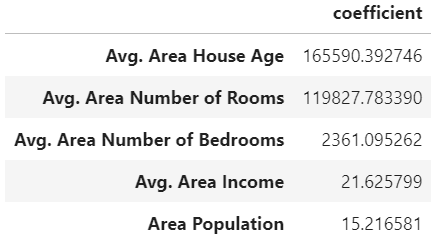 coefficient
Avg. Area House Age 165590.392746
Avg. Area Number of Rooms 119827.783390
Avg. Area Number of Bedrooms 2361.095262
Avg. Area Income 21.625799
Area Population 15.216581